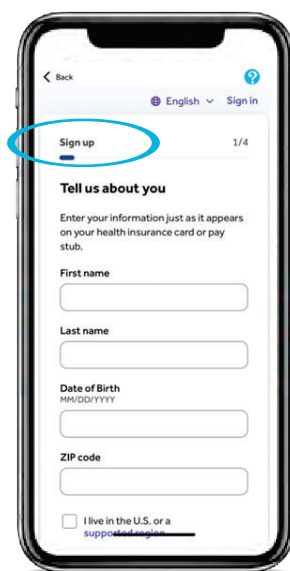 Back
?
English Sign in
Sign up 1/4
Tell us about you
Enter your information just as it appears
on your health insurance card or pay
stub.
First name
Last name
Date of Birth
MM/DD/YYYY
ZIP code
I live in the U.S. or a
supported region